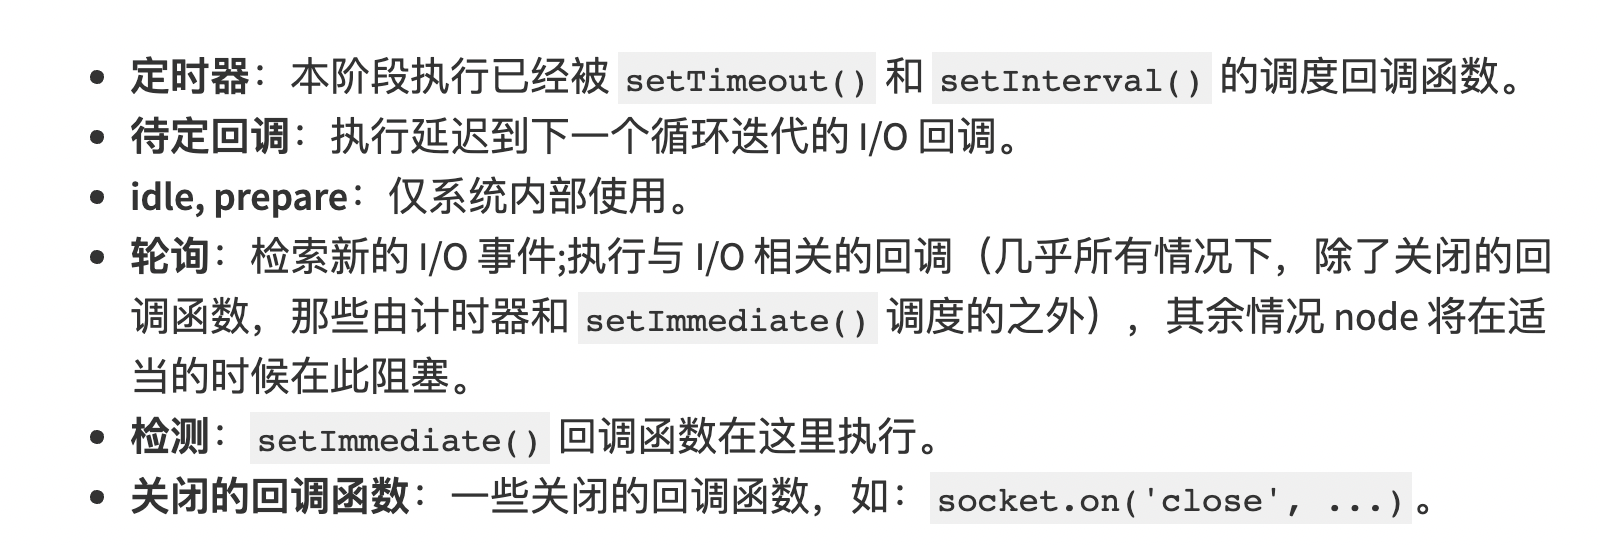 • 定时器：本阶段执行已经被 setTimeout() 和 setInterval() 的调度回调函数。
• 待定回调：执行延迟到下一个循环迭代的 I/O 回调。
• idle, prepare：仅系统内部使用。
• 轮询：检索新的 I/O 事件;执行与 I/O 相关的回调（几乎所有情况下，除了关闭的回
调函数，那些由计时器和 setImmediate() 调度的之外），其余情况 node 将在适
当的时候在此阻塞。
• 检测：setImmediate() 回调函数在这里执行。
• 关闭的回调函数：一些关闭的回调函数，如：socket.on('close', ...)。